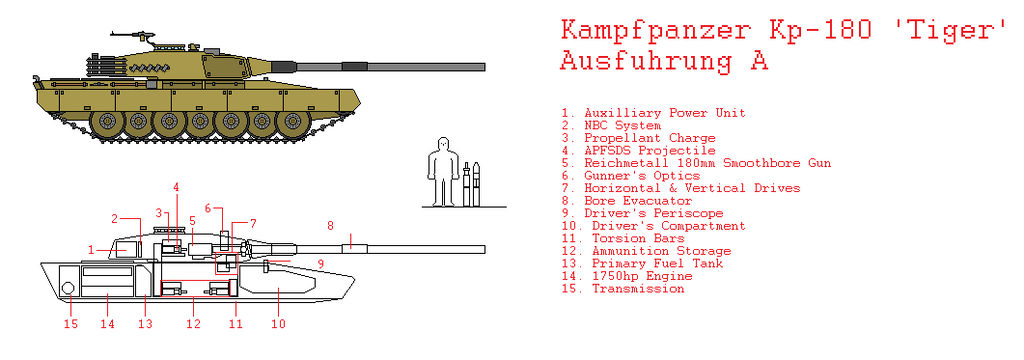 Kampfpanzer Kp-180 'Tiger'
Ausfuhrung A
1. Auxilliary Power Unit
2. NBC System
3. Propellant Charge
4. APFSDS Projectile
5. Reichmetall 180mm Smoothbore Gun
6. Gunner's Optics
7. Horizontal & Vertical Drives
8. Bore Evacuator
9. Driver's Periscope
10. Driver's Compartment
11. Torsion Bars
12. Ammunition Storage
13. Primary Fuel Tank
14. 1750hp Engine
15. Transmission
4
2 3 5 6 7 8
1
9
15 14 13 12 11 10